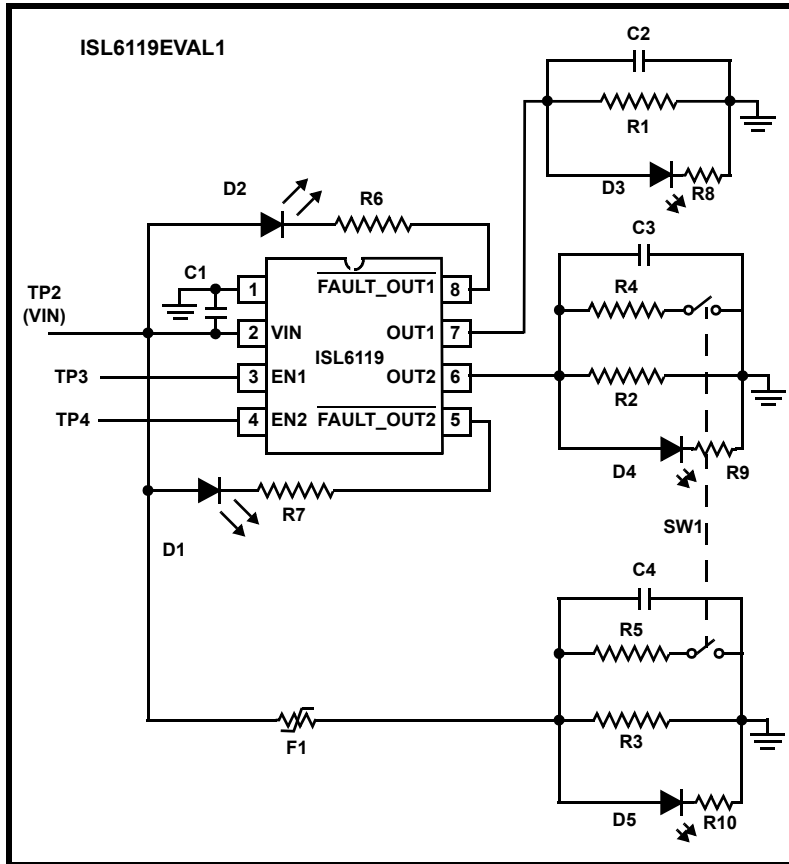 ISL6119EVAL1
C2
R1
D3
R8
D2
R6
C3
C1
TP2
(VIN)
1
FAULT_OUT1
8
R4
2
VIN
OUT1
7
ISL6119
TP3
3
EN1
OUT2
6
R2
TP4
4
EN2
FAULT_OUT2
5
D4
R9
R7
D1
SW1
C4
R5
F1
R3
D5
R10